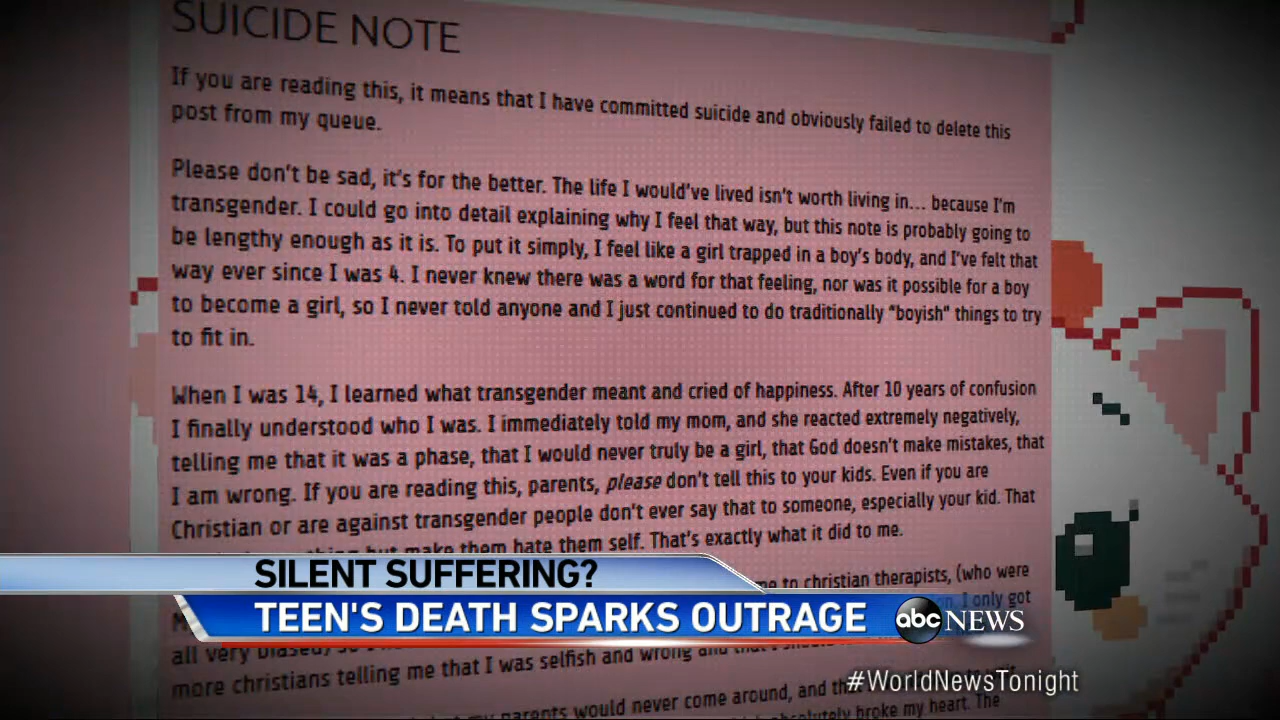 SUICIDE NOTE
If you are reading this, it means that I have committed suicide and obviously failed to delete this
post from my queue.
Please don't be sad, it's for the better. The life I would've lived isn't worth living in... because I'm
transgender. I could go into detail explaining why I feel that way, but this note is probably going to
be lengthy enough as it is. To put it simply, I feel like a girl trapped in a boy's body, and I've felt that
way ever since I was 4. I never knew there was a word for that feeling, nor was it possible for a boy
to become a girl, so I never told anyone and I just continued to do traditionally "boyish" things to try
to fit in.
When I was 14, I learned what transgender meant and cried of happiness. After 10 years of confusion
I finally understood who I was. I immediately told my mom, and she reacted extremely negatively,
telling me that it was a phase, that I would never truly be a girl, that God doesn't make mistakes, that
I am wrong. If you are reading this, parents, please don't tell this to your kids. Even if you are
Christian or are against transgender people don't ever say that to someone, especially your kid. That
but make them hate them self. That's exactly what it did to me.
to christian therapists, (who were
I only got
all very biased)
more christians telling me that I was selfish and wrong and
parents would never come around, and
absolutely broke my heart. The
SILENT SUFFERING?
TEEN'S DEATH SPARKS OUTRAGE
abc NEWS
#WorldNewsTonight